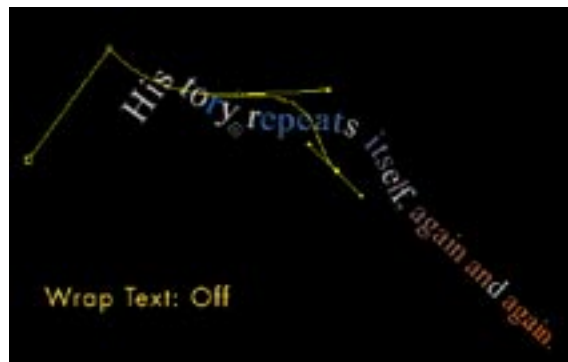 History, repeats itself, again and again.
Wrap Text: Off